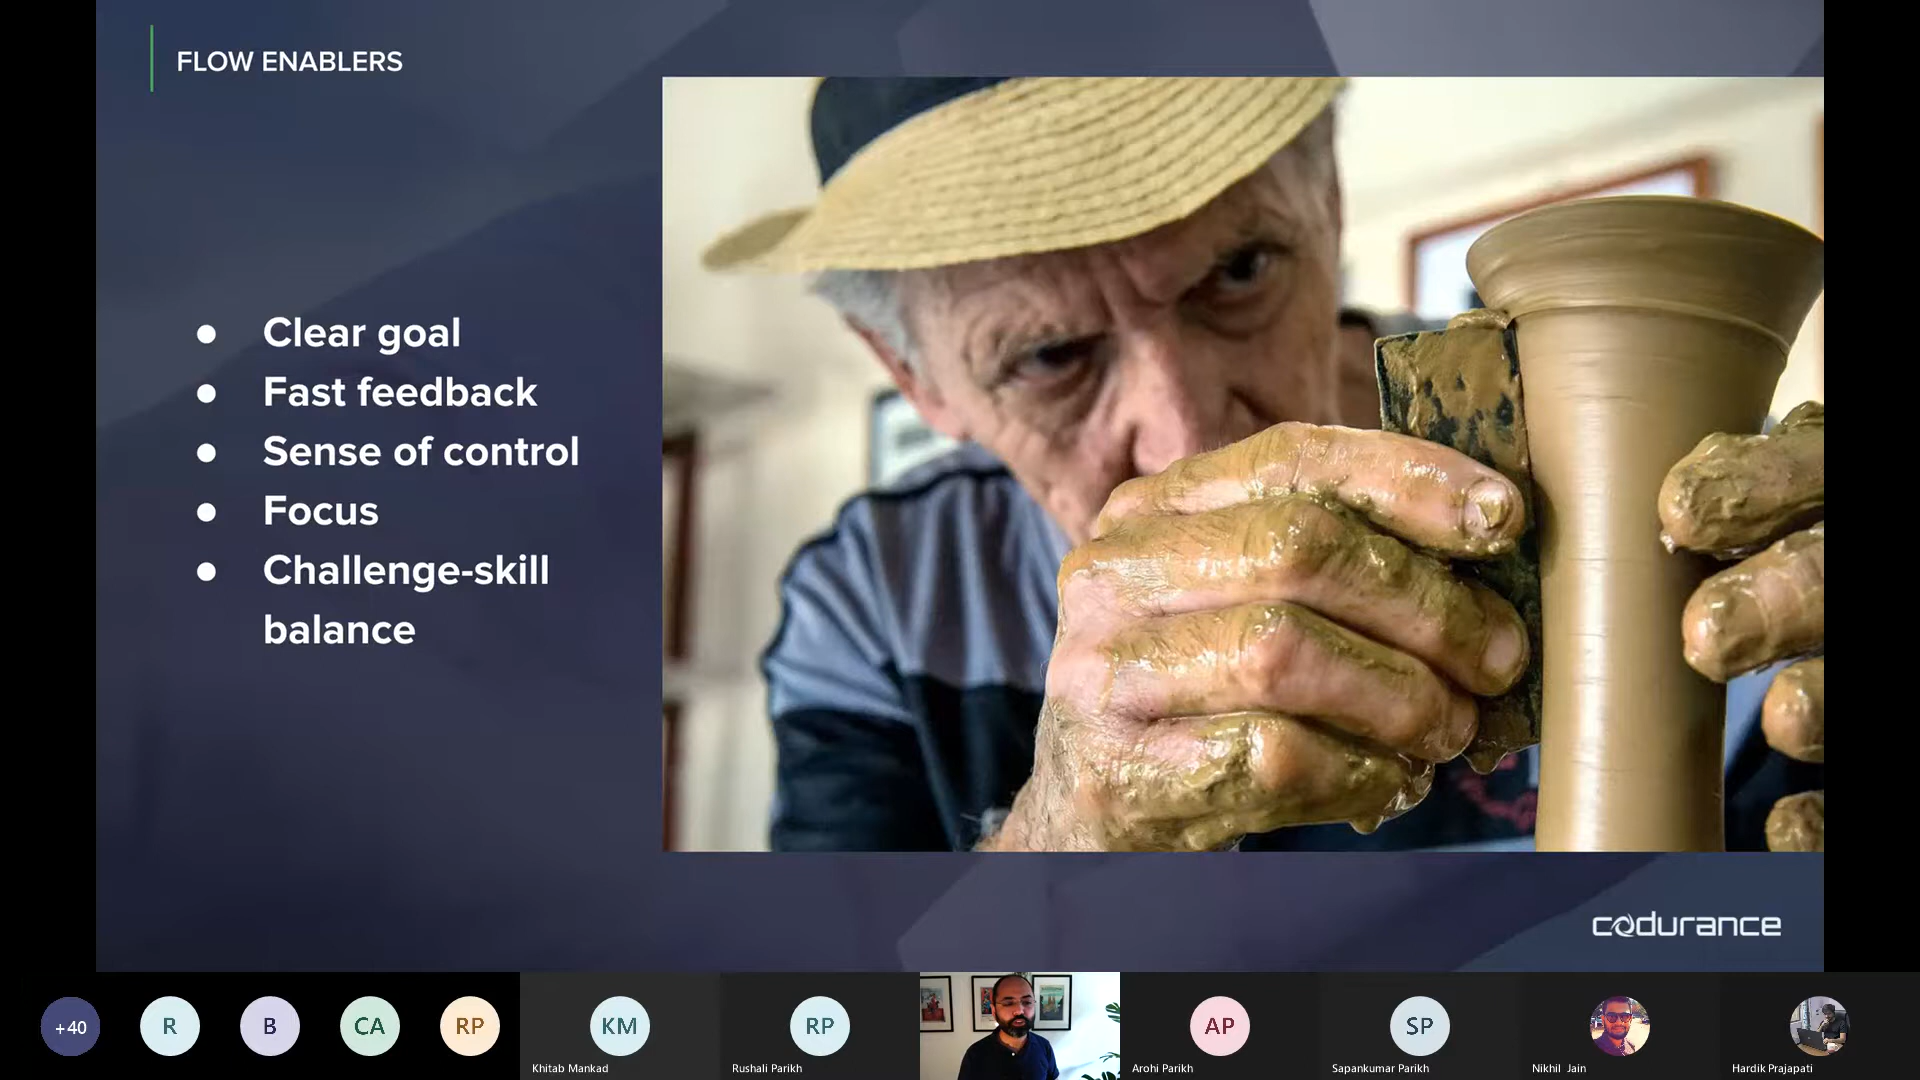 FLOW ENABLERS
● Clear goal
● Fast feedback
● Sense of control
● Focus
● Challenge-skill
balance
codurance
+40
R
B
CA
RP
KM
RP
AP
SP
Khitab Mankad
Rushali Parikh
Arohi Parikh
Sapankumar Parikh
Nikhil Jain
Hardik Prajapati